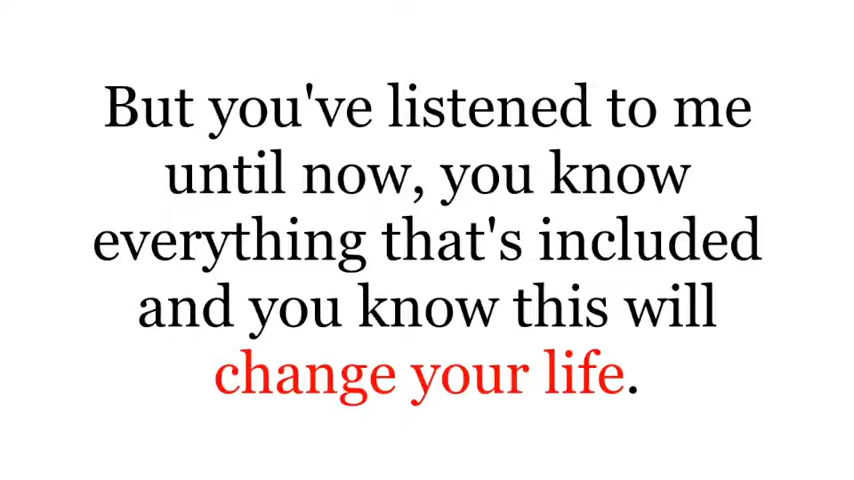 But you've listened to me
until now, you know
everything that's included
and you know this will
change your life.